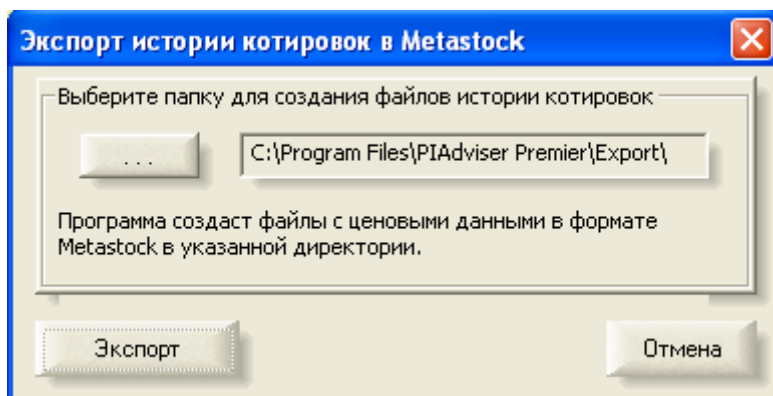 Экспорт истории котировок в Metastock
Выберите папку для создания файлов истории котировок
...
C:\Program Files\PIAdviser Premier\Export\
Программа создаст файлы с ценовыми данными в формате
Metastock в указанной директории.
Экспорт
Отмена